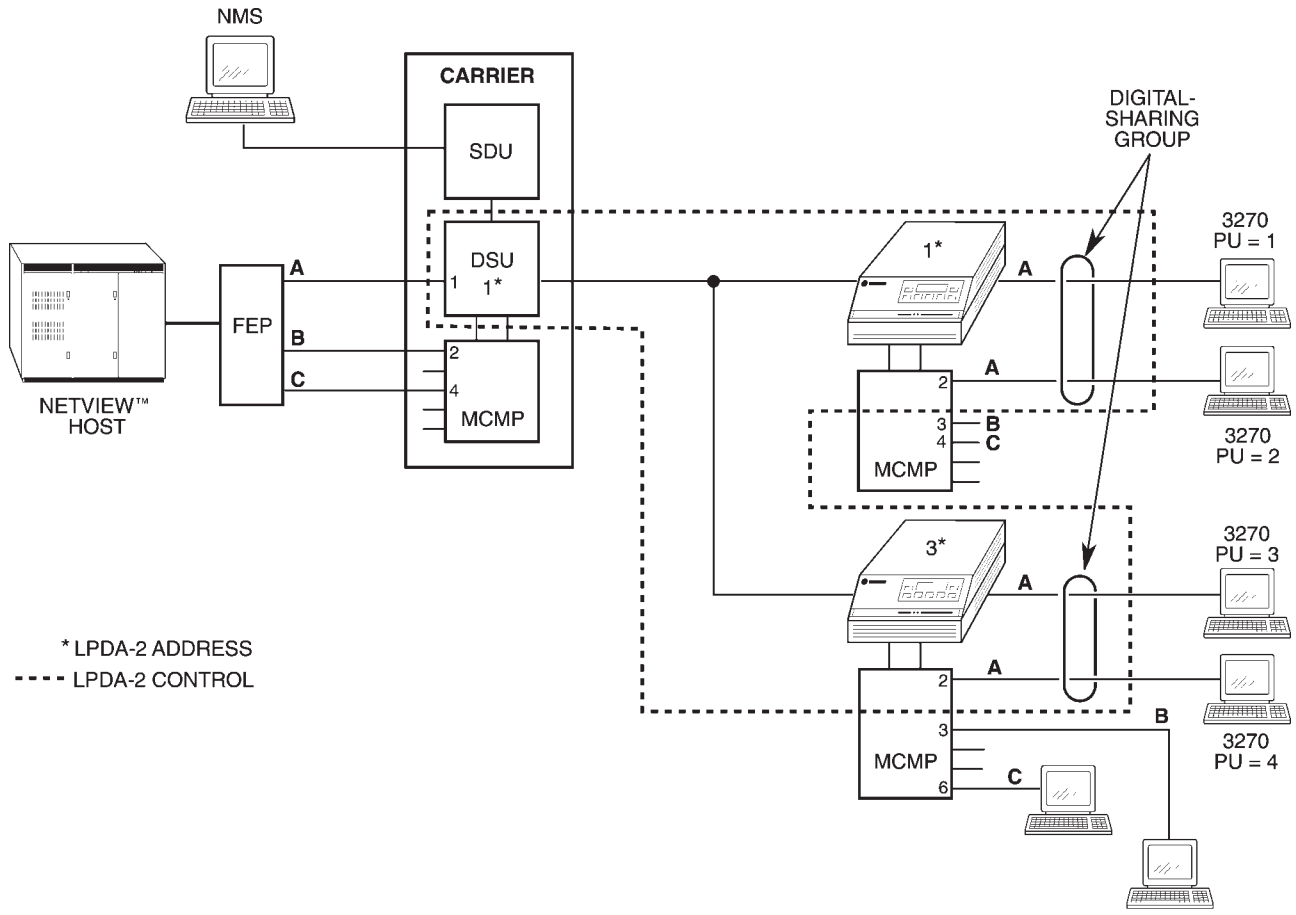 NMS
CARRIER
SDU
DIGITAL-
SHARING
GROUP
A
1
DSU
1*
FEP
B
C
2
4
MCMP
NETVIEW™
HOST
1*
A
3270
PU = 1
2
A
3
B
4
C
MCMP
3270
PU = 2
3*
A
3270
PU = 3
2
A
3
B
MCMP
6
C
3270
PU = 4
* LPDA-2 ADDRESS
LPDA-2 CONTROL